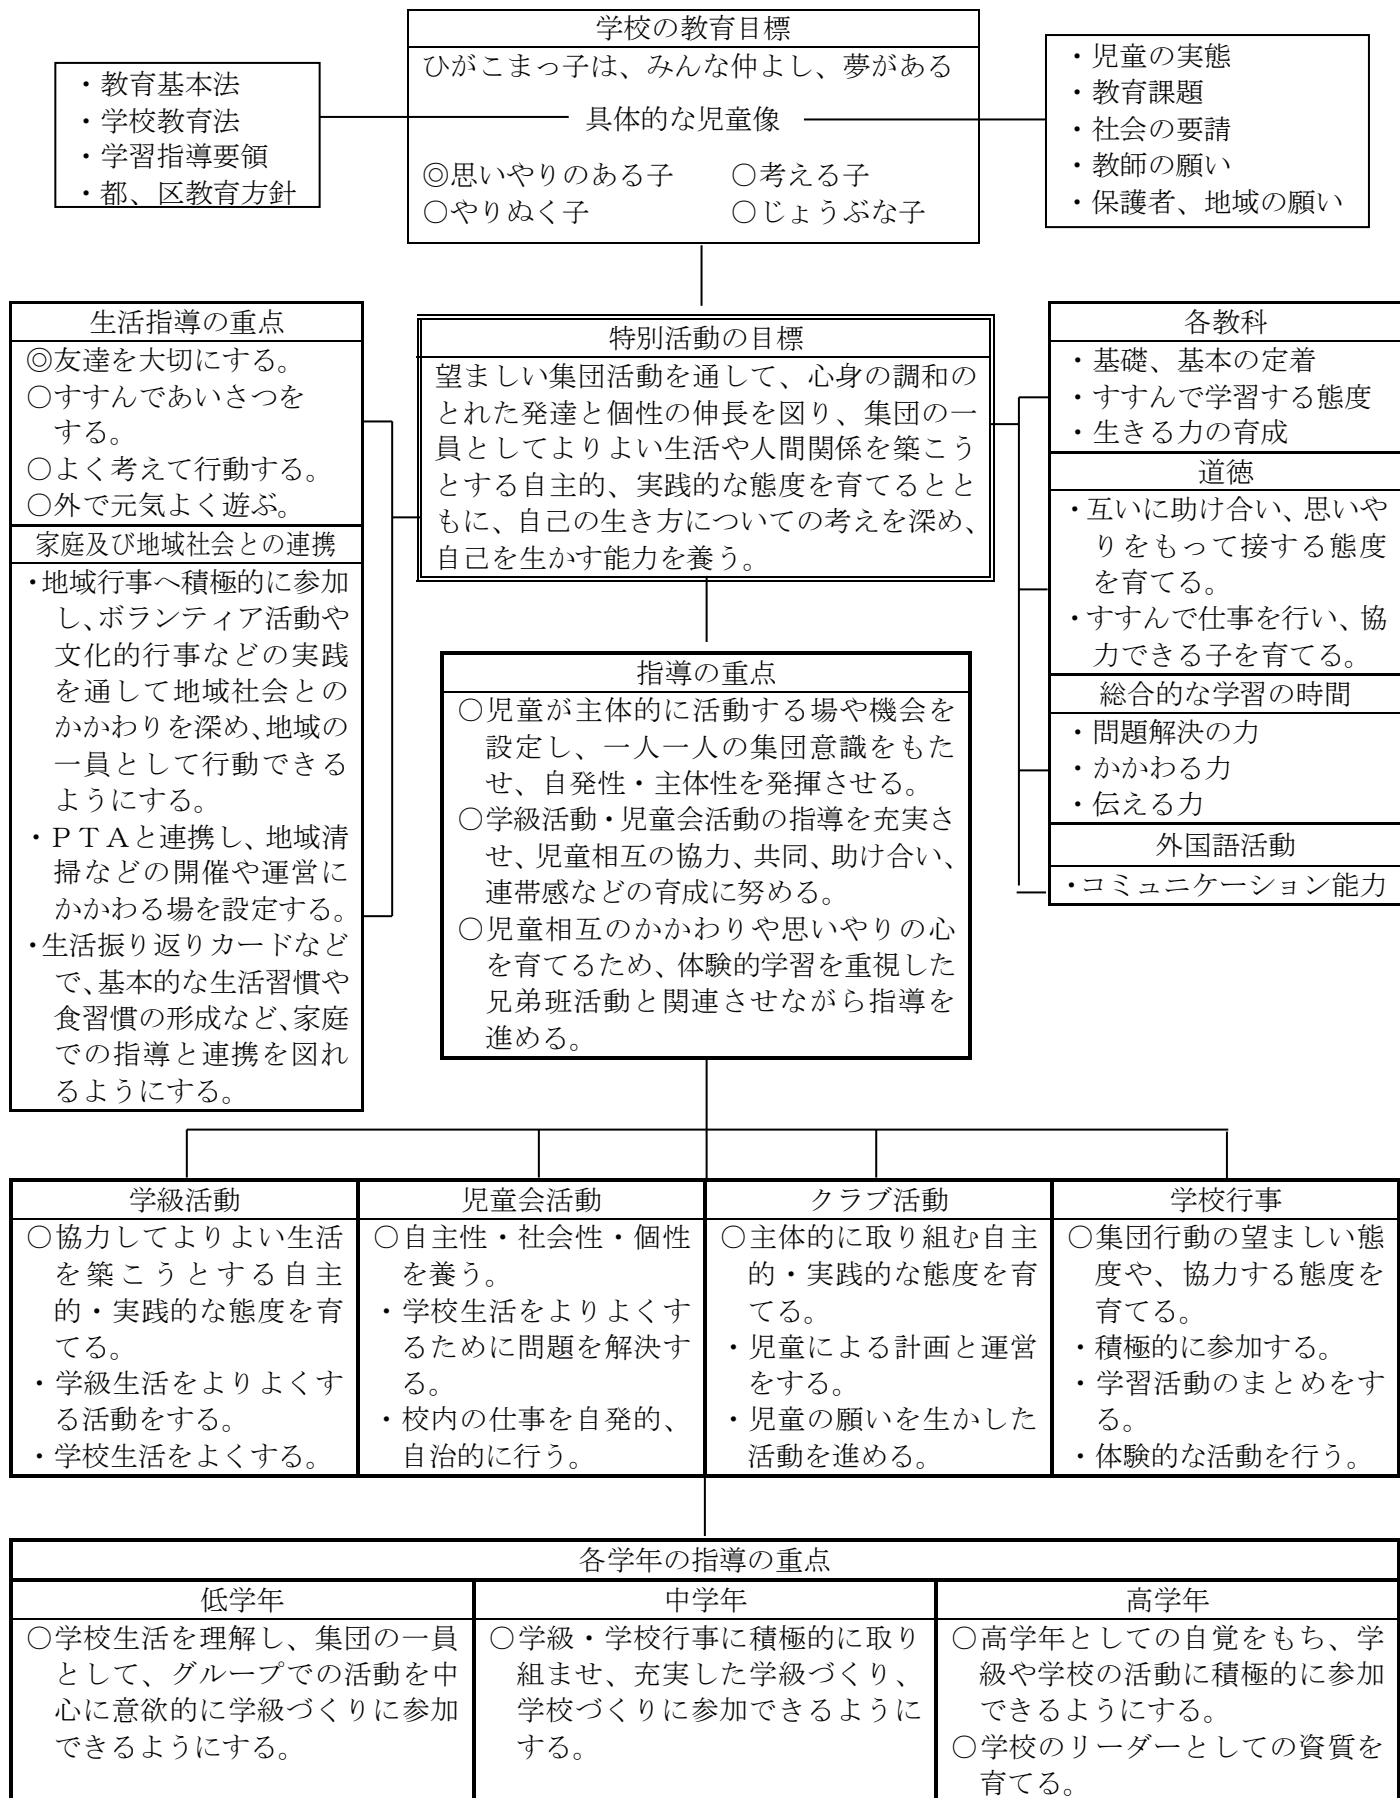 学校の教育目標
ひがこまっ子は、みんな仲よし、夢がある
具体的な児童像
◎思いやりのある子 ○考える子
○やりぬく子 ○じょうぶな子
・教育基本法
・学校教育法
・学習指導要領
・都、区教育方針
・児童の実態
・教育課題
・社会の要請
・教師の願い
・保護者、地域の願い
生活指導の重点
◎友達を大切にする。
○すすんであいさつを
する。
○よく考えて行動する。
○外で元気よく遊ぶ。
家庭及び地域社会との連携
・地域行事へ積極的に参加
し、ボランティア活動や
文化的行事などの実践
を通して地域社会との
かかわりを深め、地域の
一員として行動できる
ようにする。
・ＰＴＡと連携し、地域清
掃などの開催や運営に
かかわる場を設定する。
・生活振り返りカードなど
で、基本的な生活習慣や
食習慣の形成など、家庭
での指導と連携を図れ
るようにする。
特別活動の目標
望ましい集団活動を通して、心身の調和の
とれた発達と個性の伸長を図り、集団の一
員としてよりよい生活や人間関係を築こう
とする自主的、実践的な態度を育てるとと
もに、自己の生き方についての考えを深め、
自己を生かす能力を養う。
指導の重点
○児童が主体的に活動する場や機会を
設定し、一人一人の集団意識をもた
せ、自発性・主体性を発揮させる。
○学級活動・児童会活動の指導を充実さ
せ、児童相互の協力、共同、助け合い、
連帯感などの育成に努める。
○児童相互のかかわりや思いやりの心
を育てるため、体験的学習を重視した
兄弟班活動と関連させながら指導を
進める。
各教科
・基礎、基本の定着
・すすんで学習する態度
・生きる力の育成
道徳
・互いに助け合い、思いや
りをもって接する態度
を育てる。
・すすんで仕事を行い、協
力できる子を育てる。
総合的な学習の時間
・問題解決の力
・かかわる力
・伝える力
外国語活動
・コミュニケーション能力
学級活動
○協力してよりよい生活
を築こうとする自主
的・実践的な態度を育
てる。
・学級生活をよりよくす
る活動をする。
・学校生活をよくする。
児童会活動
○自主性・社会性・個性
を養う。
・学校生活をよりよくす
るために問題を解決す
る。
・校内の仕事を自発的、
自治的に行う。
クラブ活動
○主体的に取り組む自主
的・実践的な態度を育
てる。
・児童による計画と運営
をする。
・児童の願いを生かした
活動を進める。
学校行事
○集団行動の望ましい態
度や、協力する態度を
育てる。
・積極的に参加する。
・学習活動のまとめをす
る。
・体験的な活動を行う。
各学年の指導の重点
低学年
○学校生活を理解し、集団の一員
として、グループでの活動を中
心に意欲的に学級づくりに参加
できるようにする。
中学年
○学級・学校行事に積極的に取り
組ませ、充実した学級づくり、
学校づくりに参加できるように
する。
高学年
○高学年としての自覚をもち、学
級や学校の活動に積極的に参加
できるようにする。
○学校のリーダーとしての資質を
育てる。